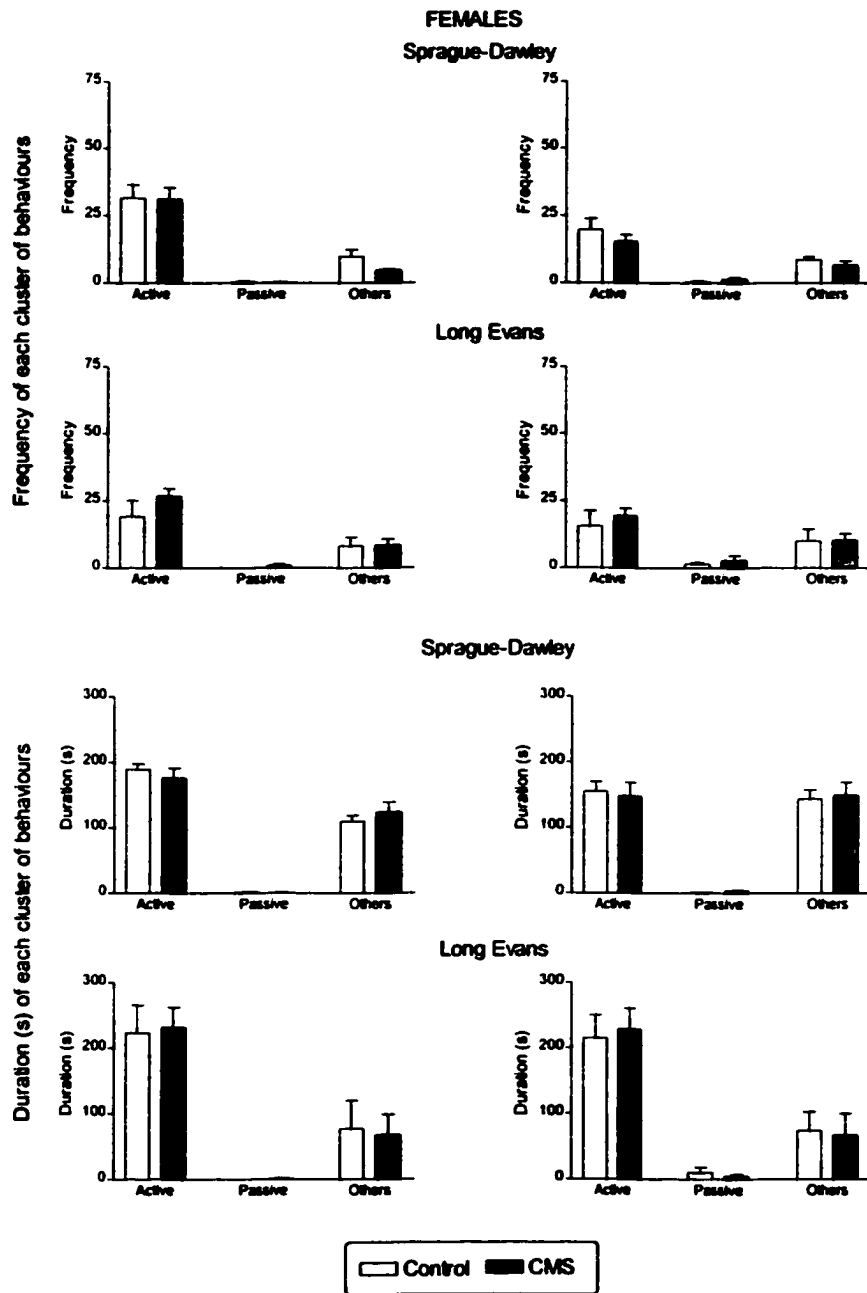 FEMALES
Sprague-Dawley
Frequency of each cluster of behaviours
75
50
25
0
Frequency
Active Passive Others
75
50
25
0
Frequency
Active Passive Others
Long Evans
75
50
25
0
Frequency
Active Passive Others
75
50
25
0
Frequency
Active Passive Others
Sprague-Dawley
Duration (s) of each cluster of behaviours
300
200
100
0
Duration (s)
Active Passive Others
300
200
100
0
Duration (s)
Active Passive Others
Long Evans
300
200
100
0
Duration (s)
Active Passive Others
300
200
100
0
Duration (s)
Active Passive Others
Control CMS